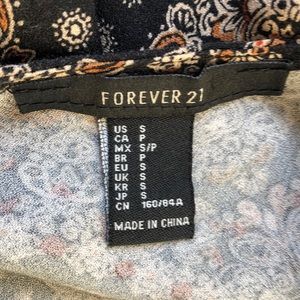 FOREVER 21
US S
CA P
MX S/P
BR P
EU S
UK S
KR S
JP S
CN 160/84A
MADE IN CHINA